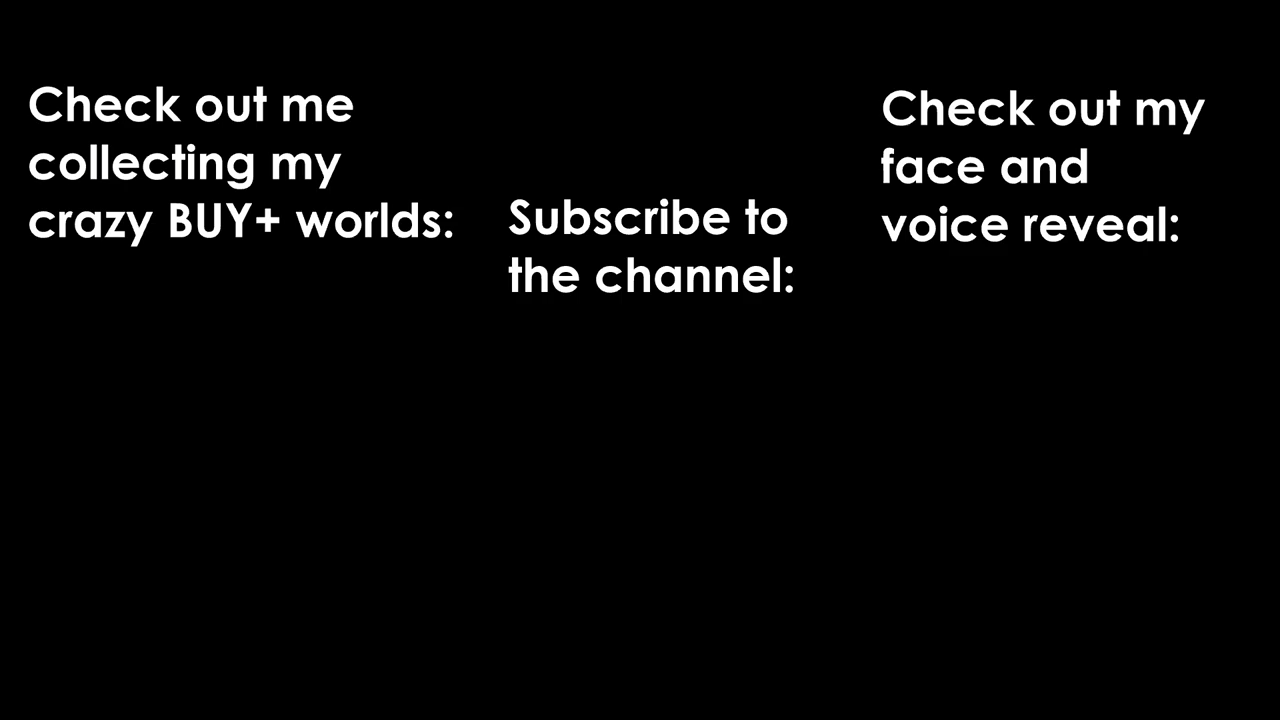 Check out me
collecting my
crazy BUY+ worlds:
Subscribe to
the channel:
Check out my
face and
voice reveal: